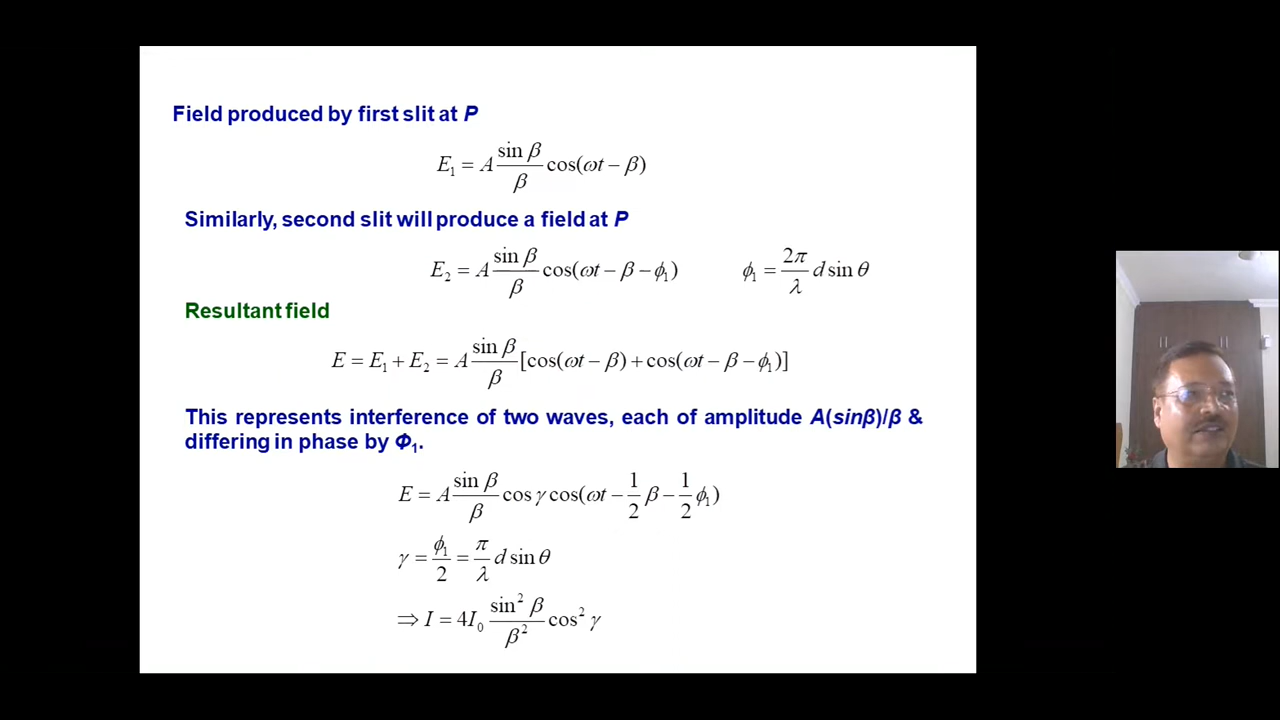 Field produced by first slit at P
E₁ = A (sin β / β) cos(ωt − β)
Similarly, second slit will produce a field at P
E₂ = A (sin β / β) cos(ωt − β − ϕ₁)    ϕ₁ = (2π / λ) d sin θ
Resultant field
E = E₁ + E₂ = A (sin β / β) [cos(ωt − β) + cos(ωt − β − ϕ₁)]
This represents interference of two waves, each of amplitude A(sinβ)/β &
differing in phase by Φ₁.
E = A (sin β / β) cos γ cos(ωt − (1/2) β − (1/2) ϕ₁)
γ = ϕ₁ / 2 = (π / λ) d sin θ
⇒ I = 4I₀ (sin² β / β²) cos² γ